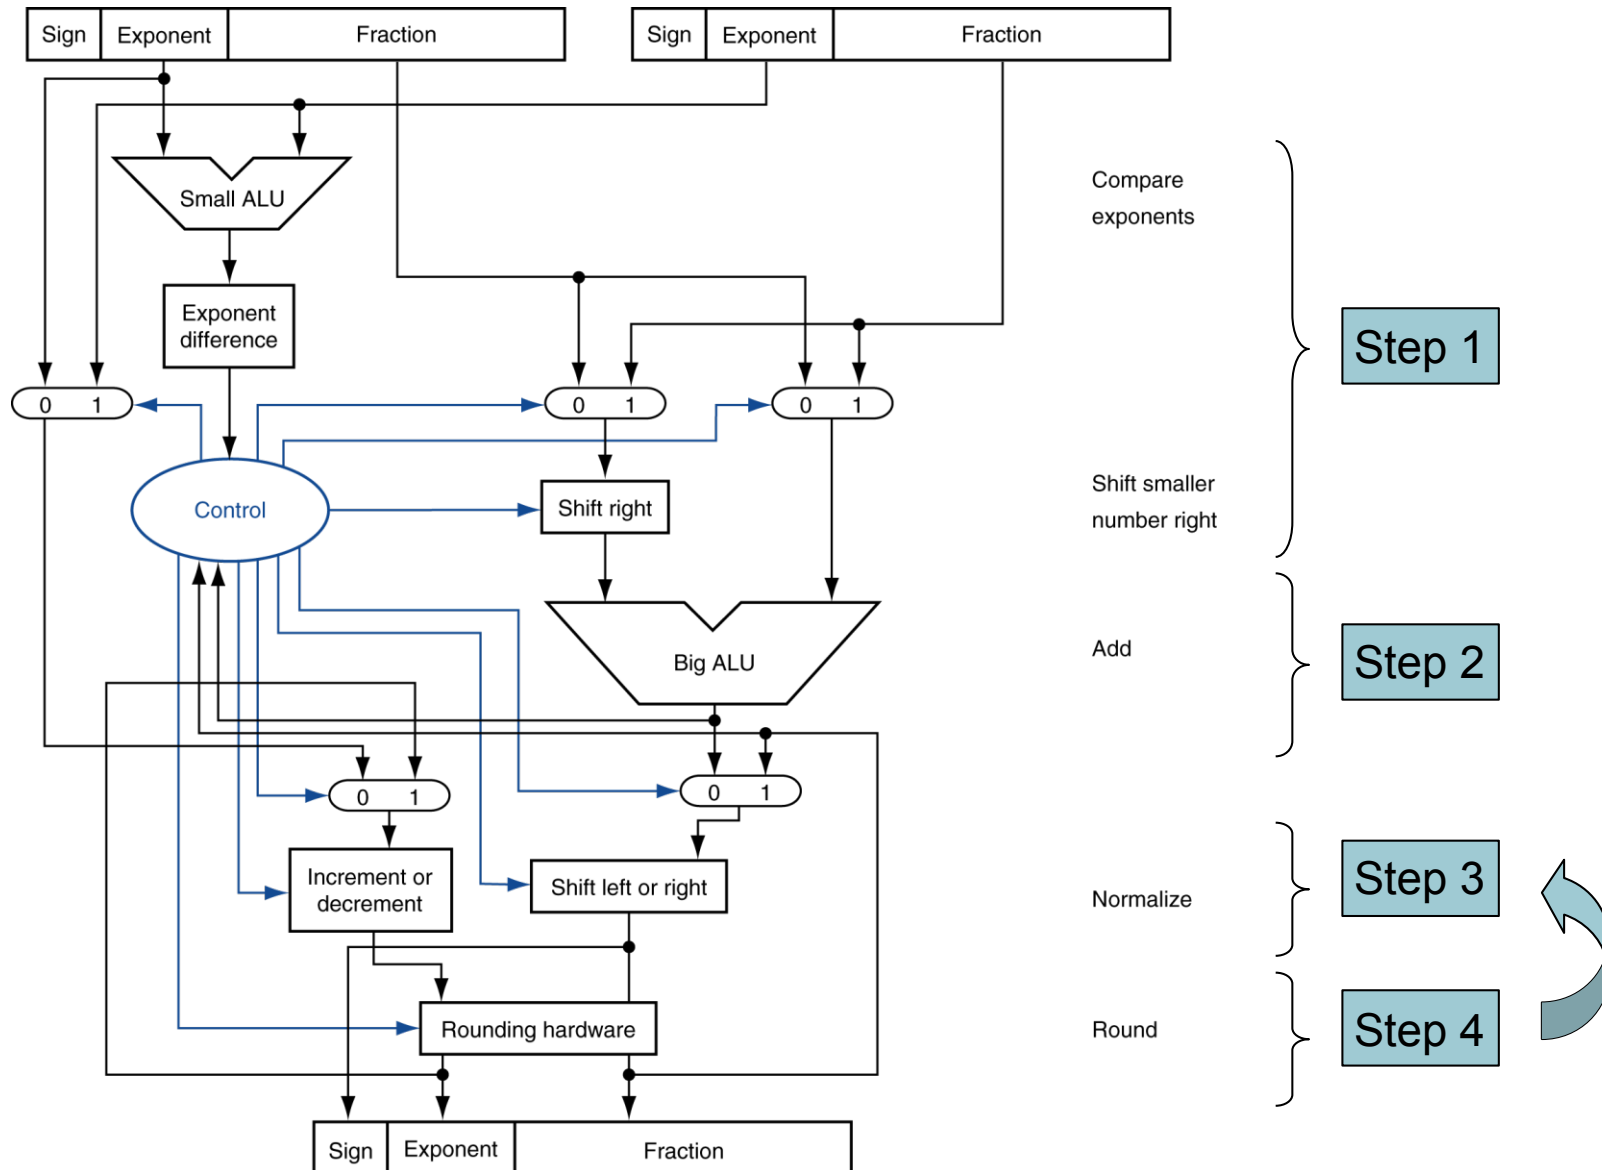 Sign Exponent Fraction
Sign Exponent Fraction
Small ALU
Compare
exponents
Exponent
difference
Step 1
0 1
0 1
0 1
Control
Shift right
Shift smaller
number right
Big ALU
Add
Step 2
0 1
0 1
Increment or
decrement
Shift left or right
Normalize
Step 3
Rounding hardware
Round
Step 4
Sign Exponent Fraction